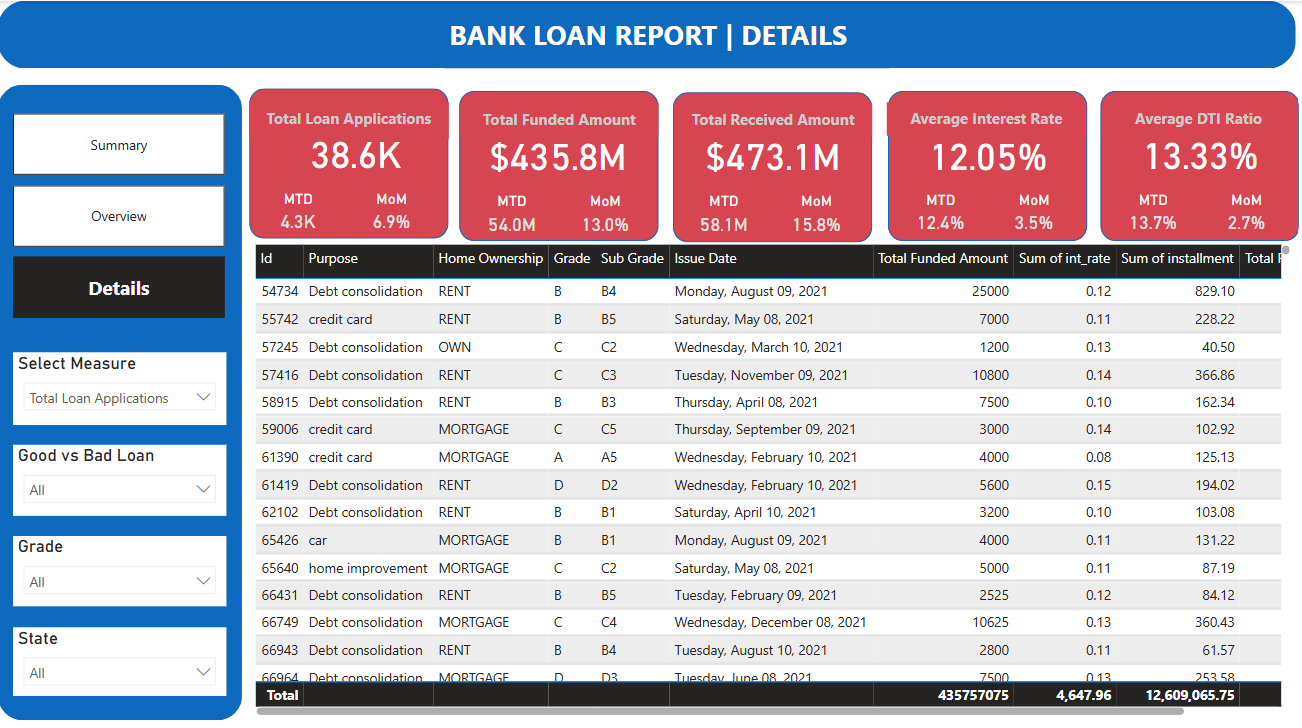 BANK LOAN REPORT | DETAILS
Summary
Overview
Details
Select Measure
Total Loan Applications
Good vs Bad Loan
All
Grade
All
State
All
Total Loan Applications
38.6K
MTD MoM
4.3K 6.9%
Total Funded Amount
$435.8M
MTD MoM
54.0M 13.0%
Total Received Amount
$473.1M
MTD MoM
58.1M 15.8%
Average Interest Rate
12.05%
MTD MoM
12.4% 3.5%
Average DTI Ratio
13.33%
MTD MoM
13.7% 2.7%
Id Purpose Home Ownership Grade Sub Grade Issue Date Total Funded Amount Sum of int_rate Sum of installment Total
54734 Debt consolidation RENT B B4 Monday, August 09, 2021 25000 0.12 829.10
55742 credit card RENT B B5 Saturday, May 08, 2021 7000 0.11 228.22
57245 Debt consolidation OWN C C2 Wednesday, March 10, 2021 1200 0.13 40.50
57416 Debt consolidation RENT C C3 Tuesday, November 09, 2021 10800 0.14 366.86
58915 Debt consolidation RENT B B3 Thursday, April 08, 2021 7500 0.10 162.34
59006 credit card MORTGAGE C C5 Thursday, September 09, 2021 3000 0.14 102.92
61390 credit card MORTGAGE A A5 Wednesday, February 10, 2021 4000 0.08 125.13
61419 Debt consolidation RENT D D2 Wednesday, February 10, 2021 5600 0.15 194.02
62102 Debt consolidation RENT B B1 Saturday, April 10, 2021 3200 0.10 103.08
65426 car MORTGAGE B B1 Monday, August 09, 2021 4000 0.11 131.22
65640 home improvement MORTGAGE C C2 Saturday, May 08, 2021 5000 0.11 87.19
66431 Debt consolidation RENT B B5 Tuesday, February 09, 2021 2525 0.12 84.12
66749 Debt consolidation MORTGAGE C C4 Wednesday, December 08, 2021 10625 0.13 360.43
66943 Debt consolidation RENT B B4 Tuesday, August 10, 2021 2800 0.11 61.57
66964 Debt consolidation MORTGAGE D D3 Tuesday, June 08, 2021 7500 0.13 253.58
Total 435757075 4,647.96 12,609,065.75